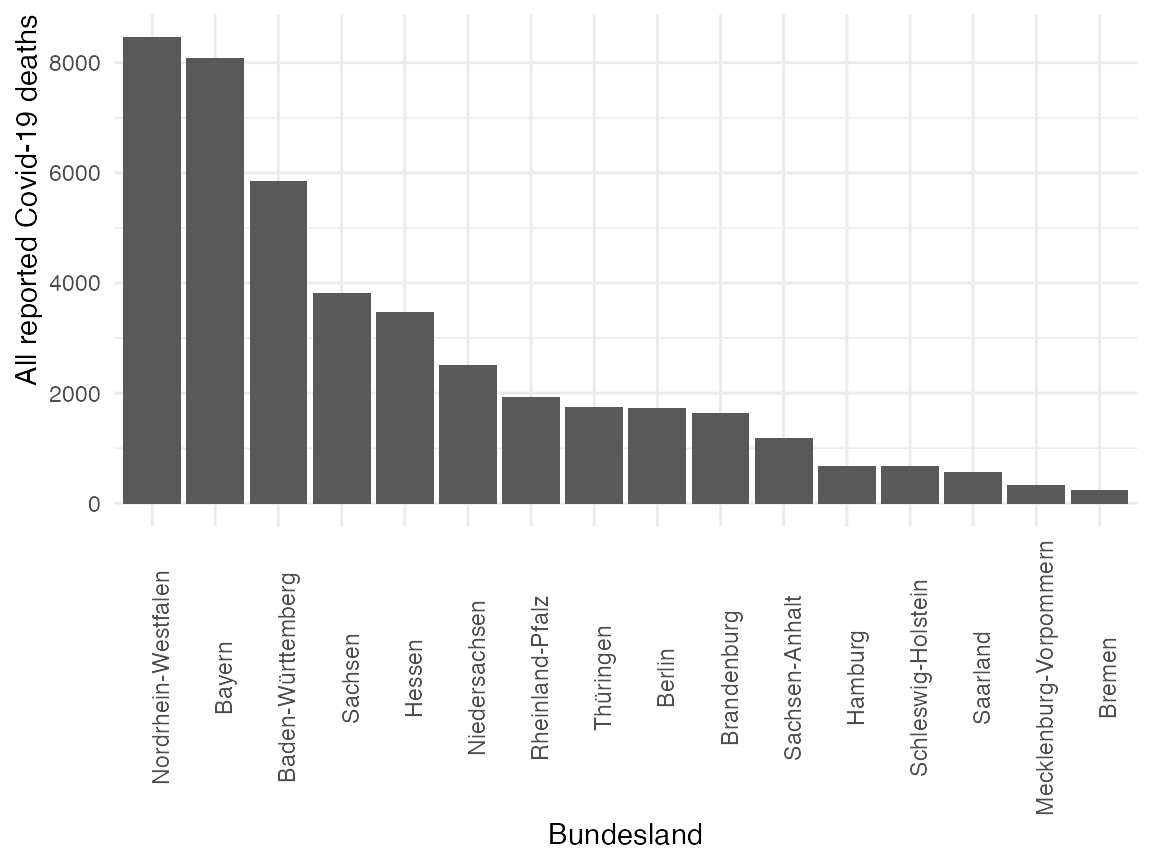 All reported Covid-19 deaths
8000
6000
4000
2000
0
Nordrhein-Westfalen
Bayern
Baden-Württemberg
Sachsen
Hessen
Niedersachsen
Rheinland-Pfalz
Thüringen
Berlin
Brandenburg
Sachsen-Anhalt
Hamburg
Schleswig-Holstein
Saarland
Mecklenburg-Vorpommern
Bremen
Bundesland